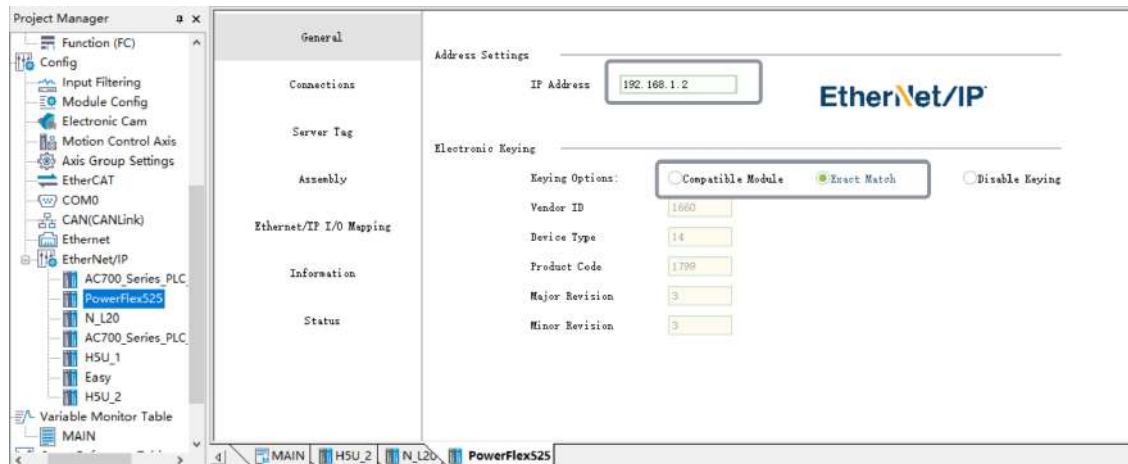 Project Manager
Function (FC)
Config
Input Filtering
Module Config
Electronic Cam
Motion Control Axis
Axis Group Settings
EtherCAT
COM0
CAN(CANLink)
Ethernet
EtherNet/IP
AC700_Series_PLC_
PowerFlex525
N_L20
AC700_Series_PLC_
H5U_1
Easy
H5U_2
Variable Monitor Table
MAIN
General
Connections
Server Tag
Assembly
Ethernet/IP I/O Mapping
Information
Status
Address Settings
IP Address 192.168.1.2
EtherNet/IP
Electronic Keying
Keying Options: Compatible Module Exact Match Disable Keying
Vendor ID 1660
Device Type 14
Product Code 1799
Major Revision 3
Minor Revision 3
MAIN H5U_2 N_L20 PowerFlex525